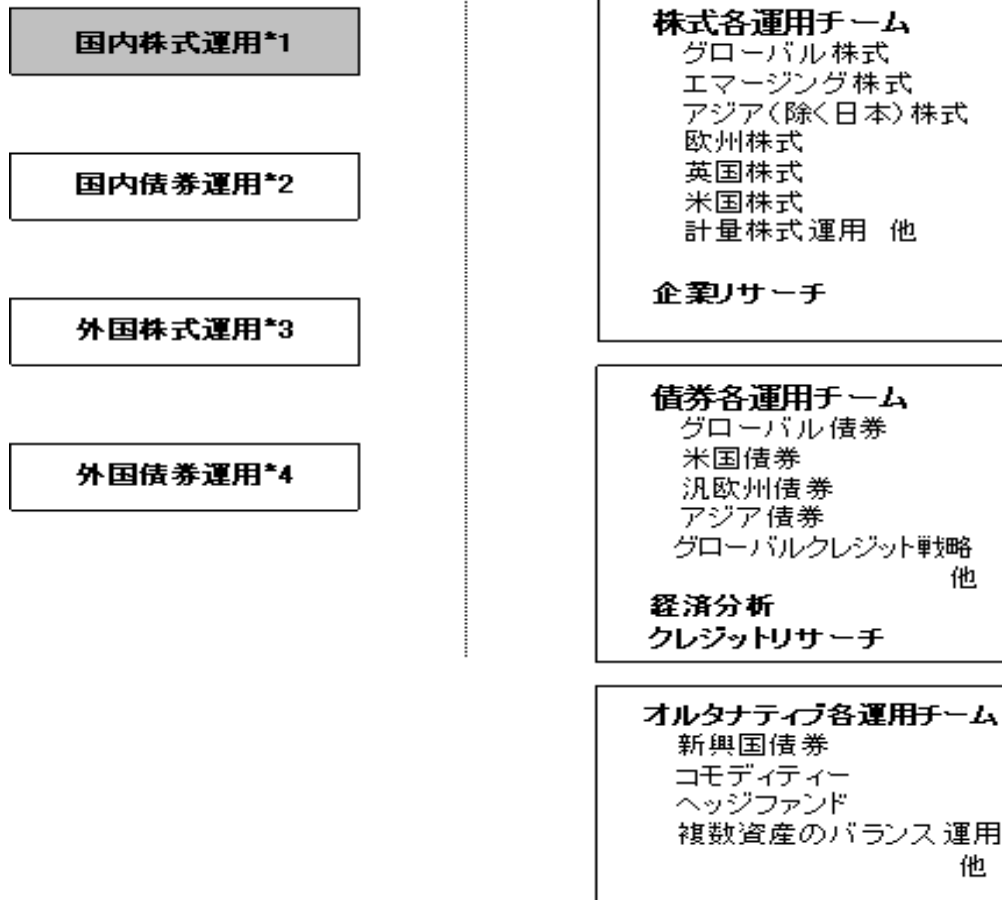 国内株式運用*1
国内債券運用*2
外国株式運用*3
外国債券運用*4
株式各運用チーム
グローバル株式
エマージング株式
アジア(除く日本)株式
欧州株式
英国株式
米国株式
計量株式運用 他
企業リサーチ
債券各運用チーム
グローバル債券
米国債券
汎欧州債券
アジア債券
グローバルクレジット戦略
他
経済分析
クレジットリサーチ
オルタナティブ各運用チーム
新興国債券
コモディティー
ヘッジファンド
複数資産のバランス運用
他